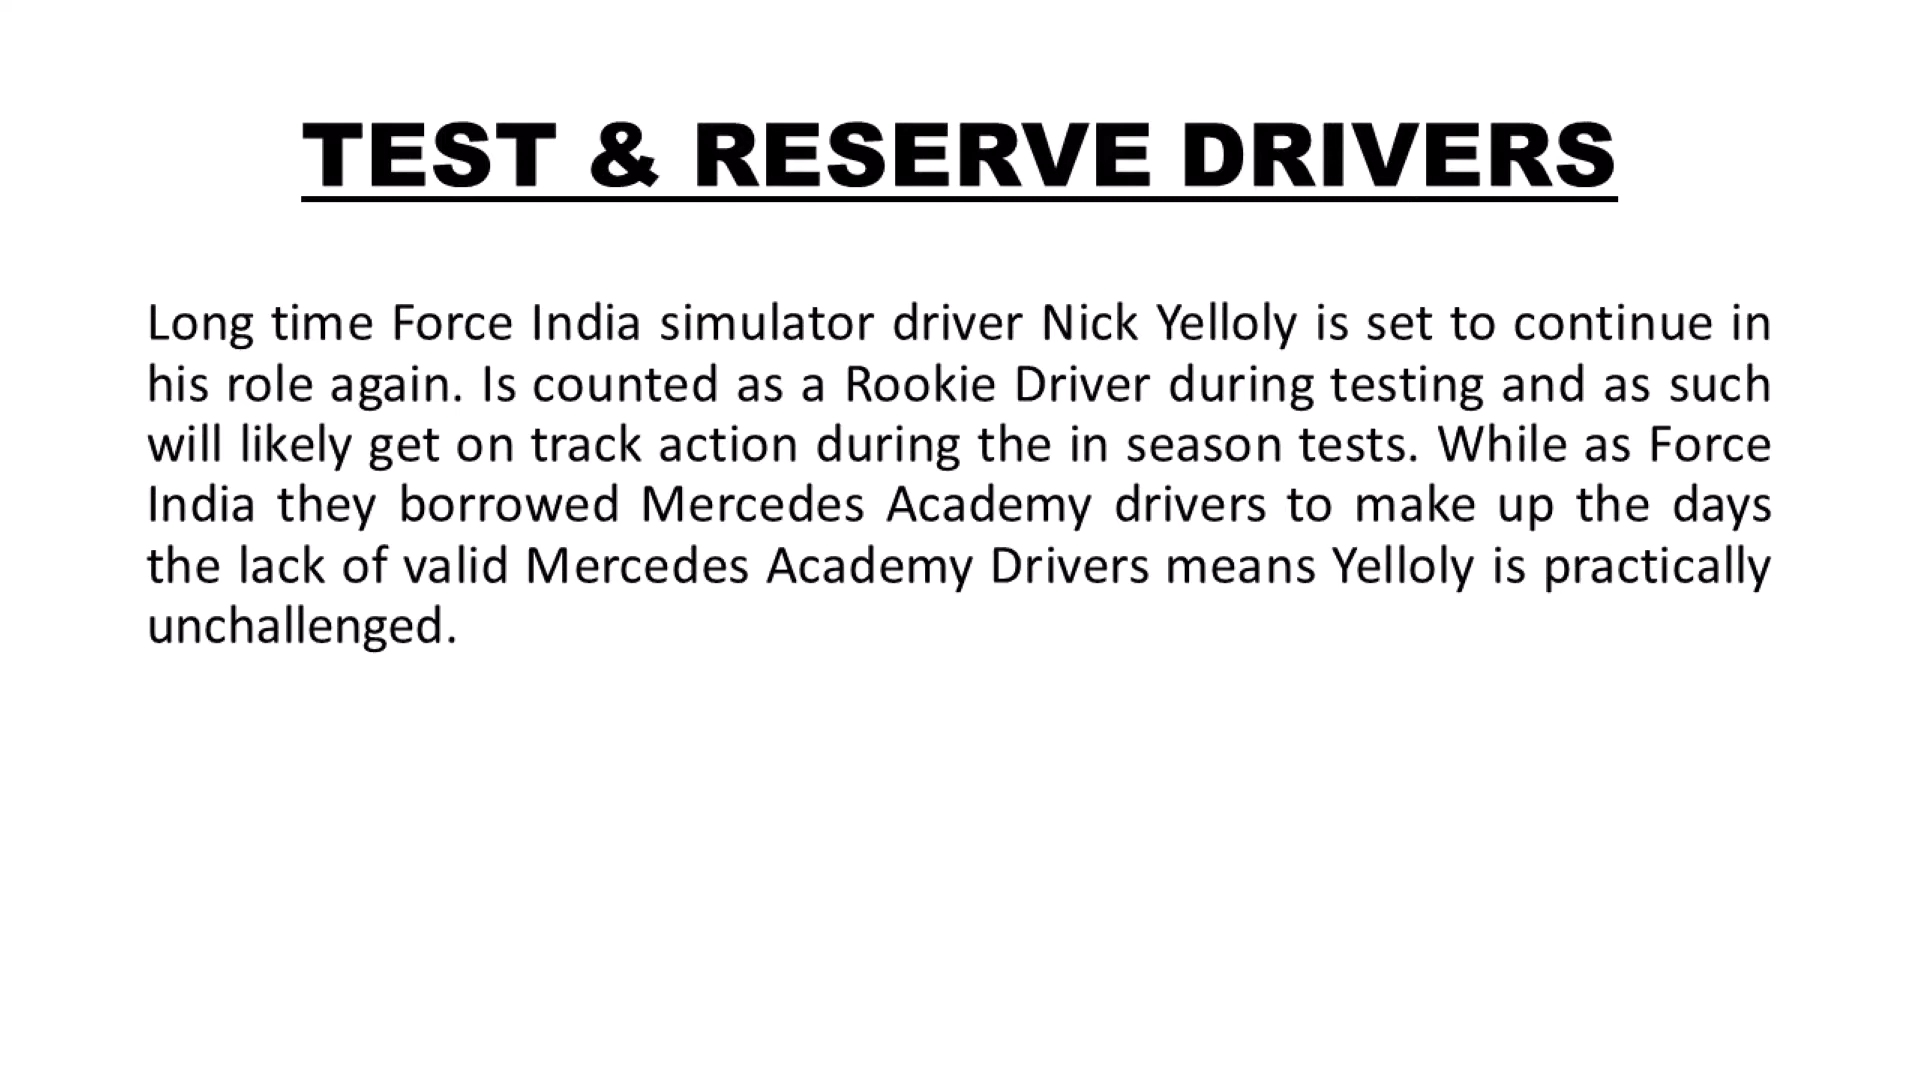 TEST & RESERVE DRIVERS
Long time Force India simulator driver Nick Yelloly is set to continue in
his role again. Is counted as a Rookie Driver during testing and as such
will likely get on track action during the in season tests. While as Force
India they borrowed Mercedes Academy drivers to make up the days
the lack of valid Mercedes Academy Drivers means Yelloly is practically
unchallenged.